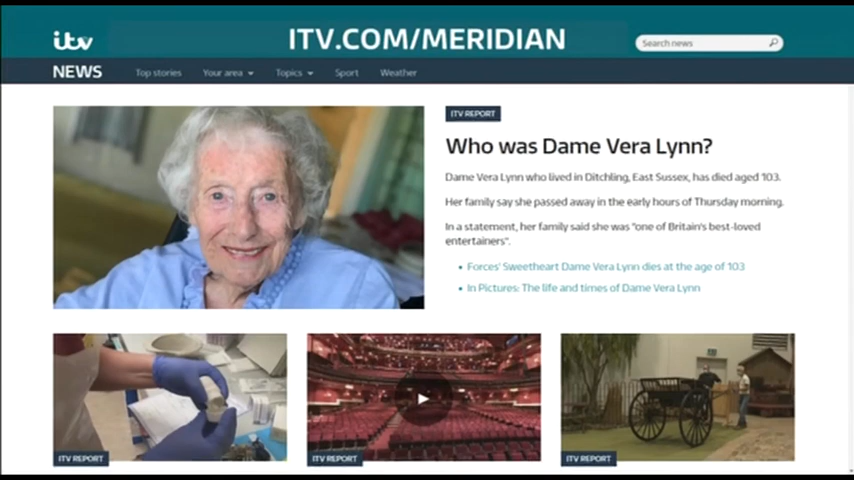 itv
ITV.COM/MERIDIAN
Search news
NEWS
Top stories
Your area
Topics
Sport
Weather
ITV REPORT
Who was Dame Vera Lynn?
Dame Vera Lynn who lived in Ditchling, East Sussex, has died aged 103.
Her family say she passed away in the early hours of Thursday morning.
In a statement, her family said she was "one of Britain's best-loved
entertainers".
• Forces' Sweetheart Dame Vera Lynn dies at the age of 103
• In Pictures: The life and times of Dame Vera Lynn
ITV REPORT
ITV REPORT
ITV REPORT